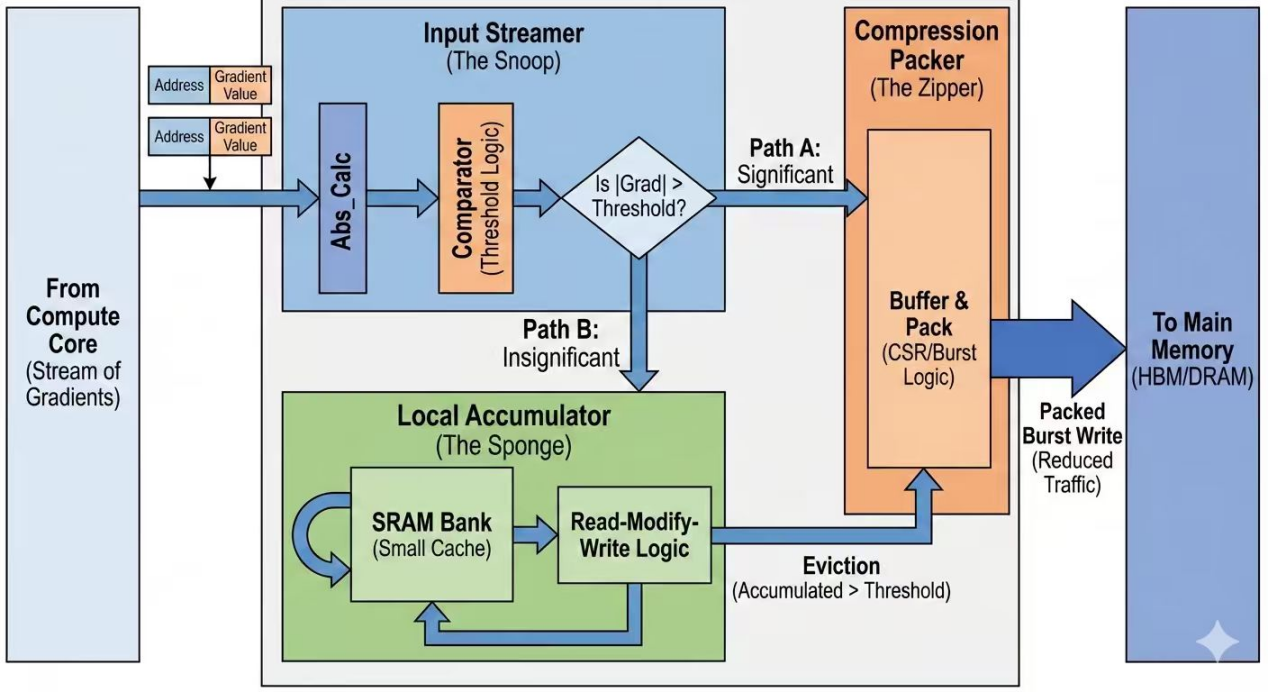 From
Compute
Core
(Stream of
Gradients)
Address
Gradient
Value
Address
Gradient
Value
Input Streamer
(The Snoop)
Abs_Calc
Comparator
(Threshold Logic)
Is |Grad| >
Threshold?
Path A:
Significant
Path B:
Insignificant
Local Accumulator
(The Sponge)
SRAM Bank
(Small Cache)
Read-Modify-
Write Logic
Eviction
(Accumulated > Threshold)
Compression
Packer
(The Zipper)
Buffer &
Pack
(CSR/Burst
Logic)
Packed
Burst Write
(Reduced
Traffic)
To Main
Memory
(HBM/DRAM)